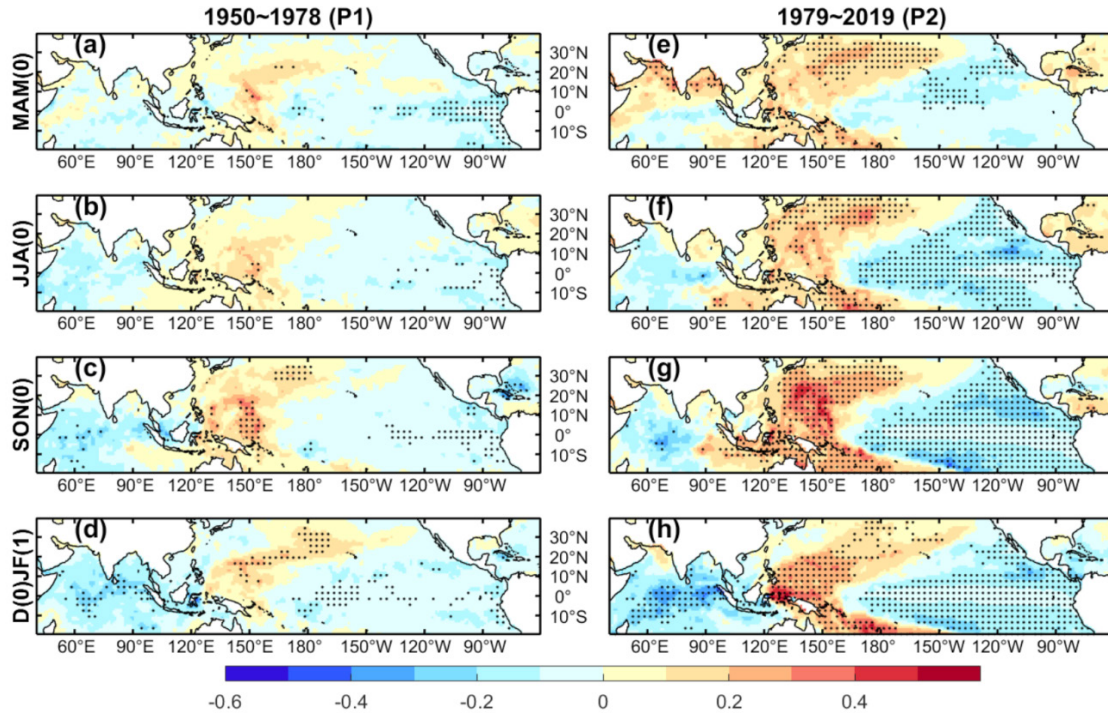 1950~1978 (P1) 1979~2019 (P2)
MAM(0) (a) 30°N 20°N 10°N 0° 10°S (e)
60°E 90°E 120°E 150°E 180° 150°W 120°W 90°W 60°E 90°E 120°E 150°E 180° 150°W 120°W 90°W
JJA(0) (b) 30°N 20°N 10°N 0° 10°S (f)
60°E 90°E 120°E 150°E 180° 150°W 120°W 90°W 60°E 90°E 120°E 150°E 180° 150°W 120°W 90°W
SON(0) (c) 30°N 20°N 10°N 0° 10°S (g)
60°E 90°E 120°E 150°E 180° 150°W 120°W 90°W 60°E 90°E 120°E 150°E 180° 150°W 120°W 90°W
D(0)JF(1) (d) 30°N 20°N 10°N 0° 10°S (h)
60°E 90°E 120°E 150°E 180° 150°W 120°W 90°W 60°E 90°E 120°E 150°E 180° 150°W 120°W 90°W
-0.6 -0.4 -0.2 0 0.2 0.4